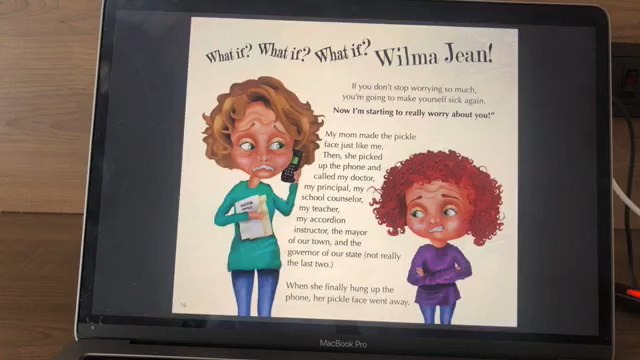 What if? What if? What if? Wilma Jean!
If you don't stop worrying so much,
you're going to make yourself sick again.
Now I'm starting to really worry about you!"
My mom made the pickle
face just like me.
Then, she picked
up the phone and
called my doctor,
my principal, my
school counselor,
my teacher,
my accordion
instructor, the mayor
of our town, and the
governor of our state (not really
the last two.)
When she finally hung up the
phone, her pickle face went away.
DOCTOR
16
MacBook Pro